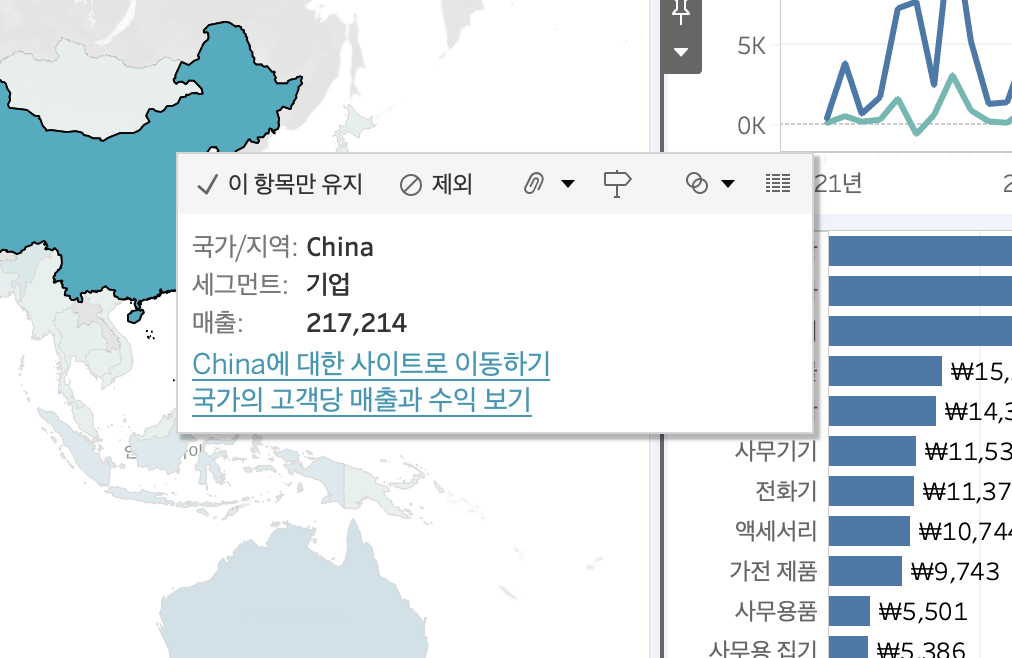 5K
0K
이 항목만 유지 제외
21년
국가/지역: China
세그먼트: 기업
매출: 217,214
China에 대한 사이트로 이동하기
국가의 고객당 매출과 수익 보기
₩15,
₩14,3
사무기기 ₩11,53
전화기 ₩11,37
액세서리 ₩10,744
가전 제품 ₩9,743
사무용품 ₩5,501
사무용 집기 ₩5,386